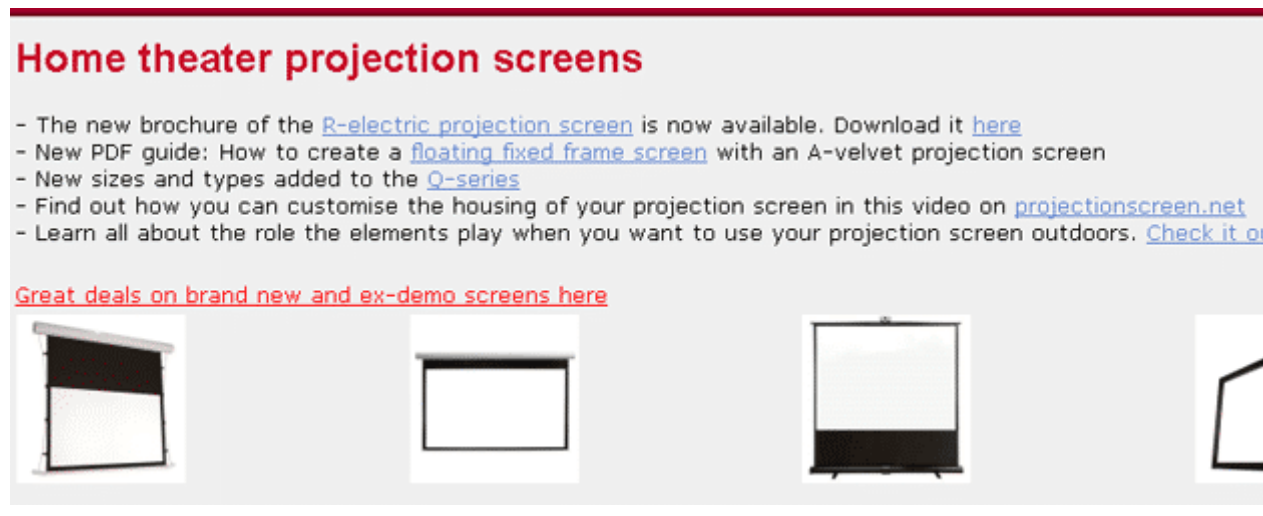 Home theater projection screens
- The new brochure of the R-electric projection screen is now available. Download it here
- New PDF guide: How to create a floating fixed frame screen with an A-velvet projection screen
- New sizes and types added to the Q-series
- Find out how you can customise the housing of your projection screen in this video on projectionscreen.net
- Learn all about the role the elements play when you want to use your projection screen outdoors. Check it
Great deals on brand new and ex-demo screens here